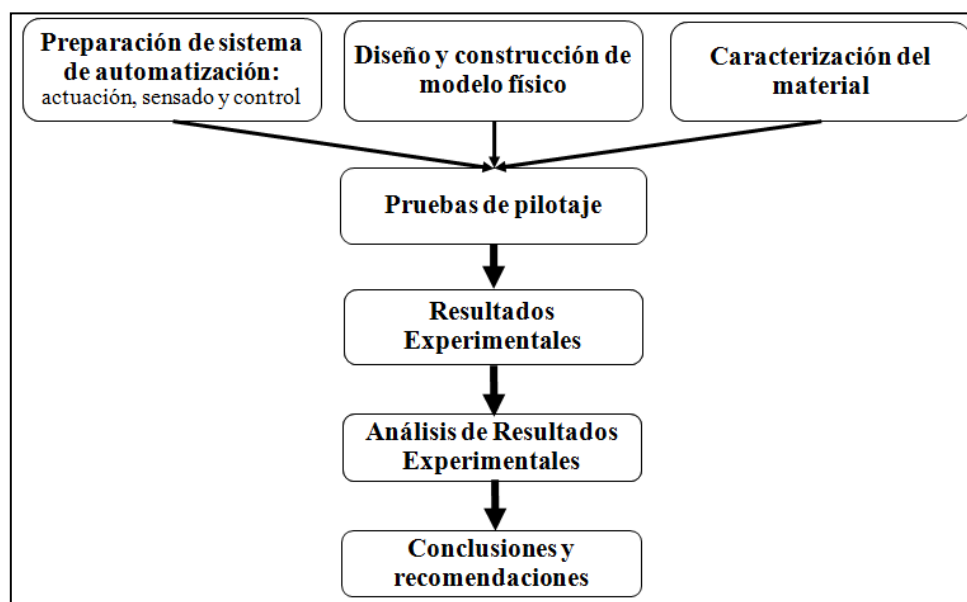 Preparación de sistema
de automatización:
actuación, sensado y control
Diseño y construcción de
modelo físico
Caracterización del
material
Pruebas de pilotaje
Resultados
Experimentales
Análisis de Resultados
Experimentales
Conclusiones y
recomendaciones